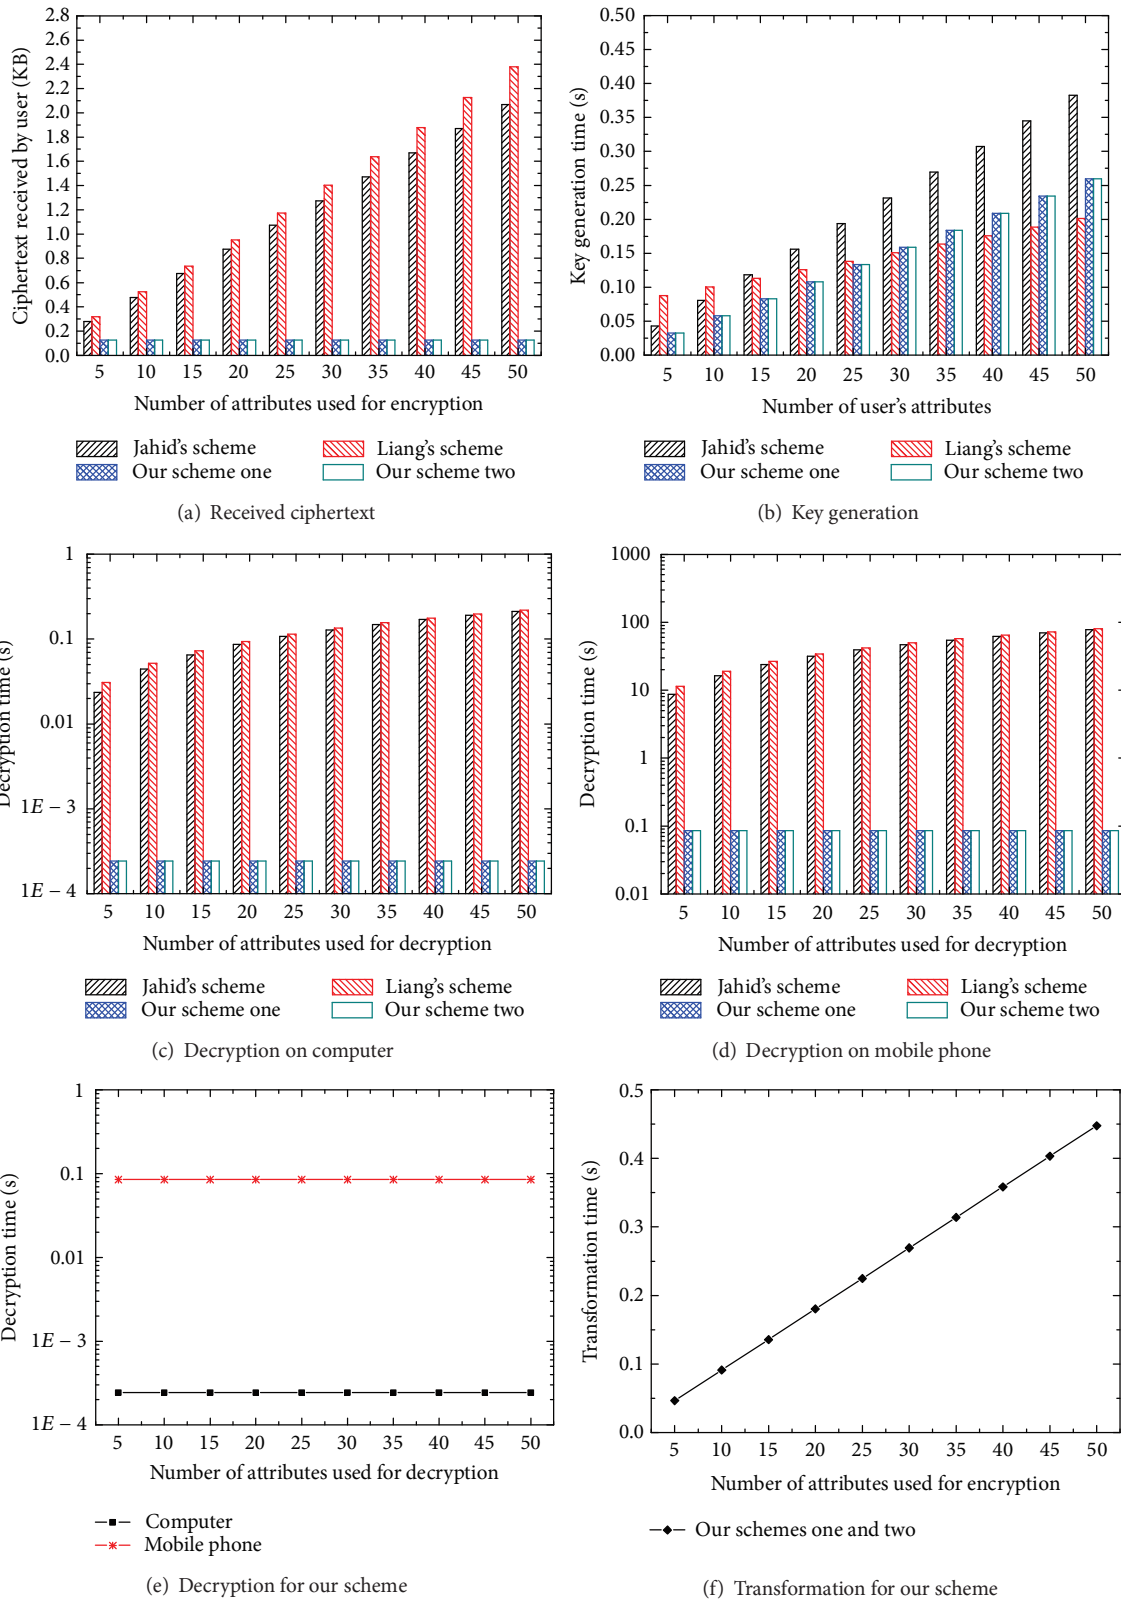 2.8
2.6
2.4
2.2
2.0
1.8
1.6
1.4
1.2
1.0
0.8
0.6
0.4
0.2
0.0
Ciphertext received by user (KB)
5 10 15 20 25 30 35 40 45 50
Number of attributes used for encryption
Jahid's scheme
Liang's scheme
Our scheme one
Our scheme two
(a) Received ciphertext
0.50
0.45
0.40
0.35
0.30
0.25
0.20
0.15
0.10
0.05
0.00
Key generation time (s)
5 10 15 20 25 30 35 40 45 50
Number of user's attributes
Jahid's scheme
Liang's scheme
Our scheme one
Our scheme two
(b) Key generation
1
0.1
0.01
1E − 3
1E − 4
Decryption time (s)
5 10 15 20 25 30 35 40 45 50
Number of attributes used for decryption
Jahid's scheme
Liang's scheme
Our scheme one
Our scheme two
(c) Decryption on computer
1000
100
10
1
0.1
0.01
Decryption time (s)
5 10 15 20 25 30 35 40 45 50
Number of attributes used for decryption
Jahid's scheme
Liang's scheme
Our scheme one
Our scheme two
(d) Decryption on mobile phone
1
0.1
0.01
1E − 3
1E − 4
Decryption time (s)
5 10 15 20 25 30 35 40 45 50
Number of attributes used for decryption
Computer
Mobile phone
(e) Decryption for our scheme
0.5
0.4
0.3
0.2
0.1
0.0
Transformation time (s)
5 10 15 20 25 30 35 40 45 50
Number of attributes used for encryption
Our schemes one and two
(f) Transformation for our scheme